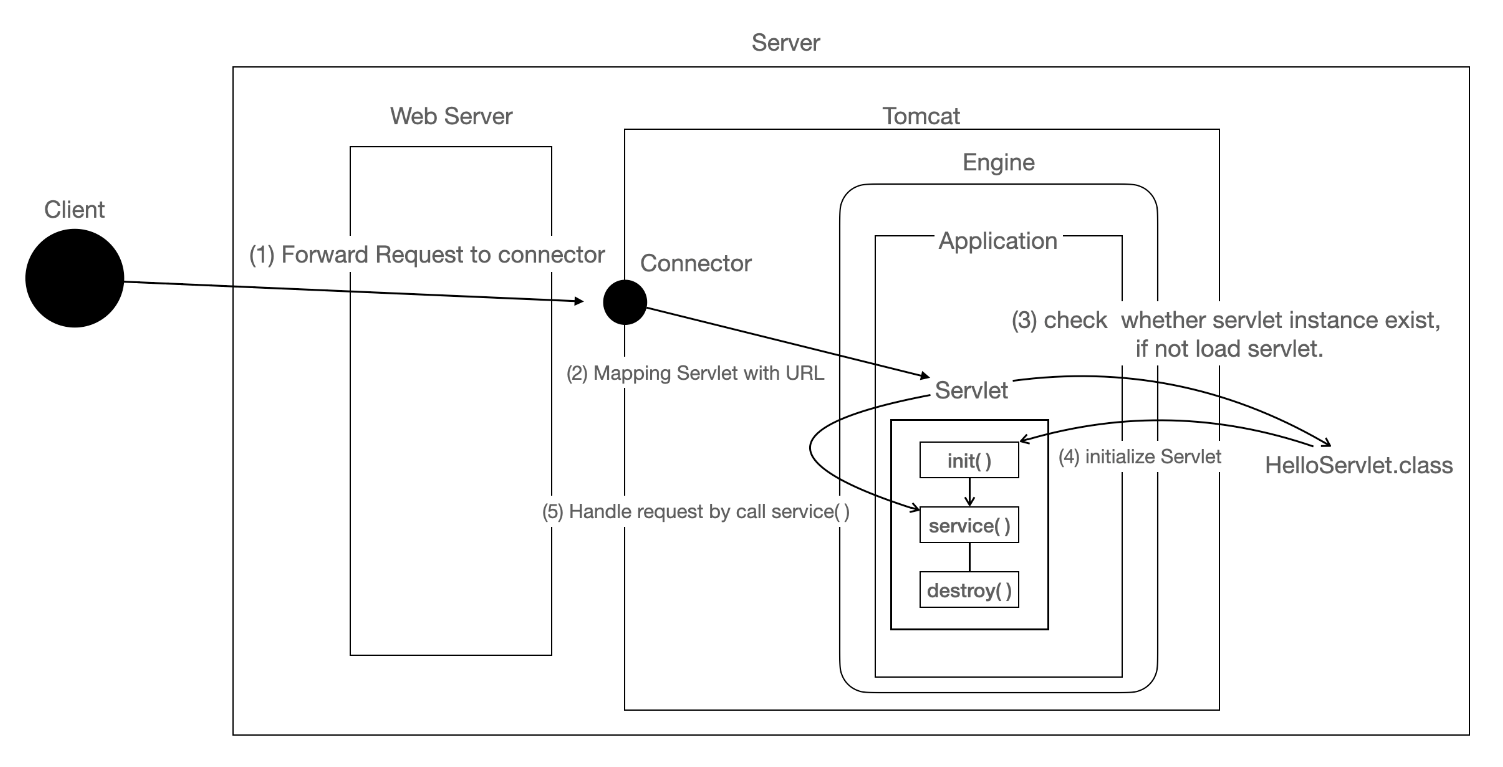 Server
Web Server
Tomcat
Engine
Client
Application
(1) Forward Request to connector
Connector
(3) check  whether servlet instance exist,
if not load servlet.
(2) Mapping Servlet with URL
Servlet
init( )
(4) initialize Servlet
HelloServlet.class
(5) Handle request by call service( )
service( )
destroy( )